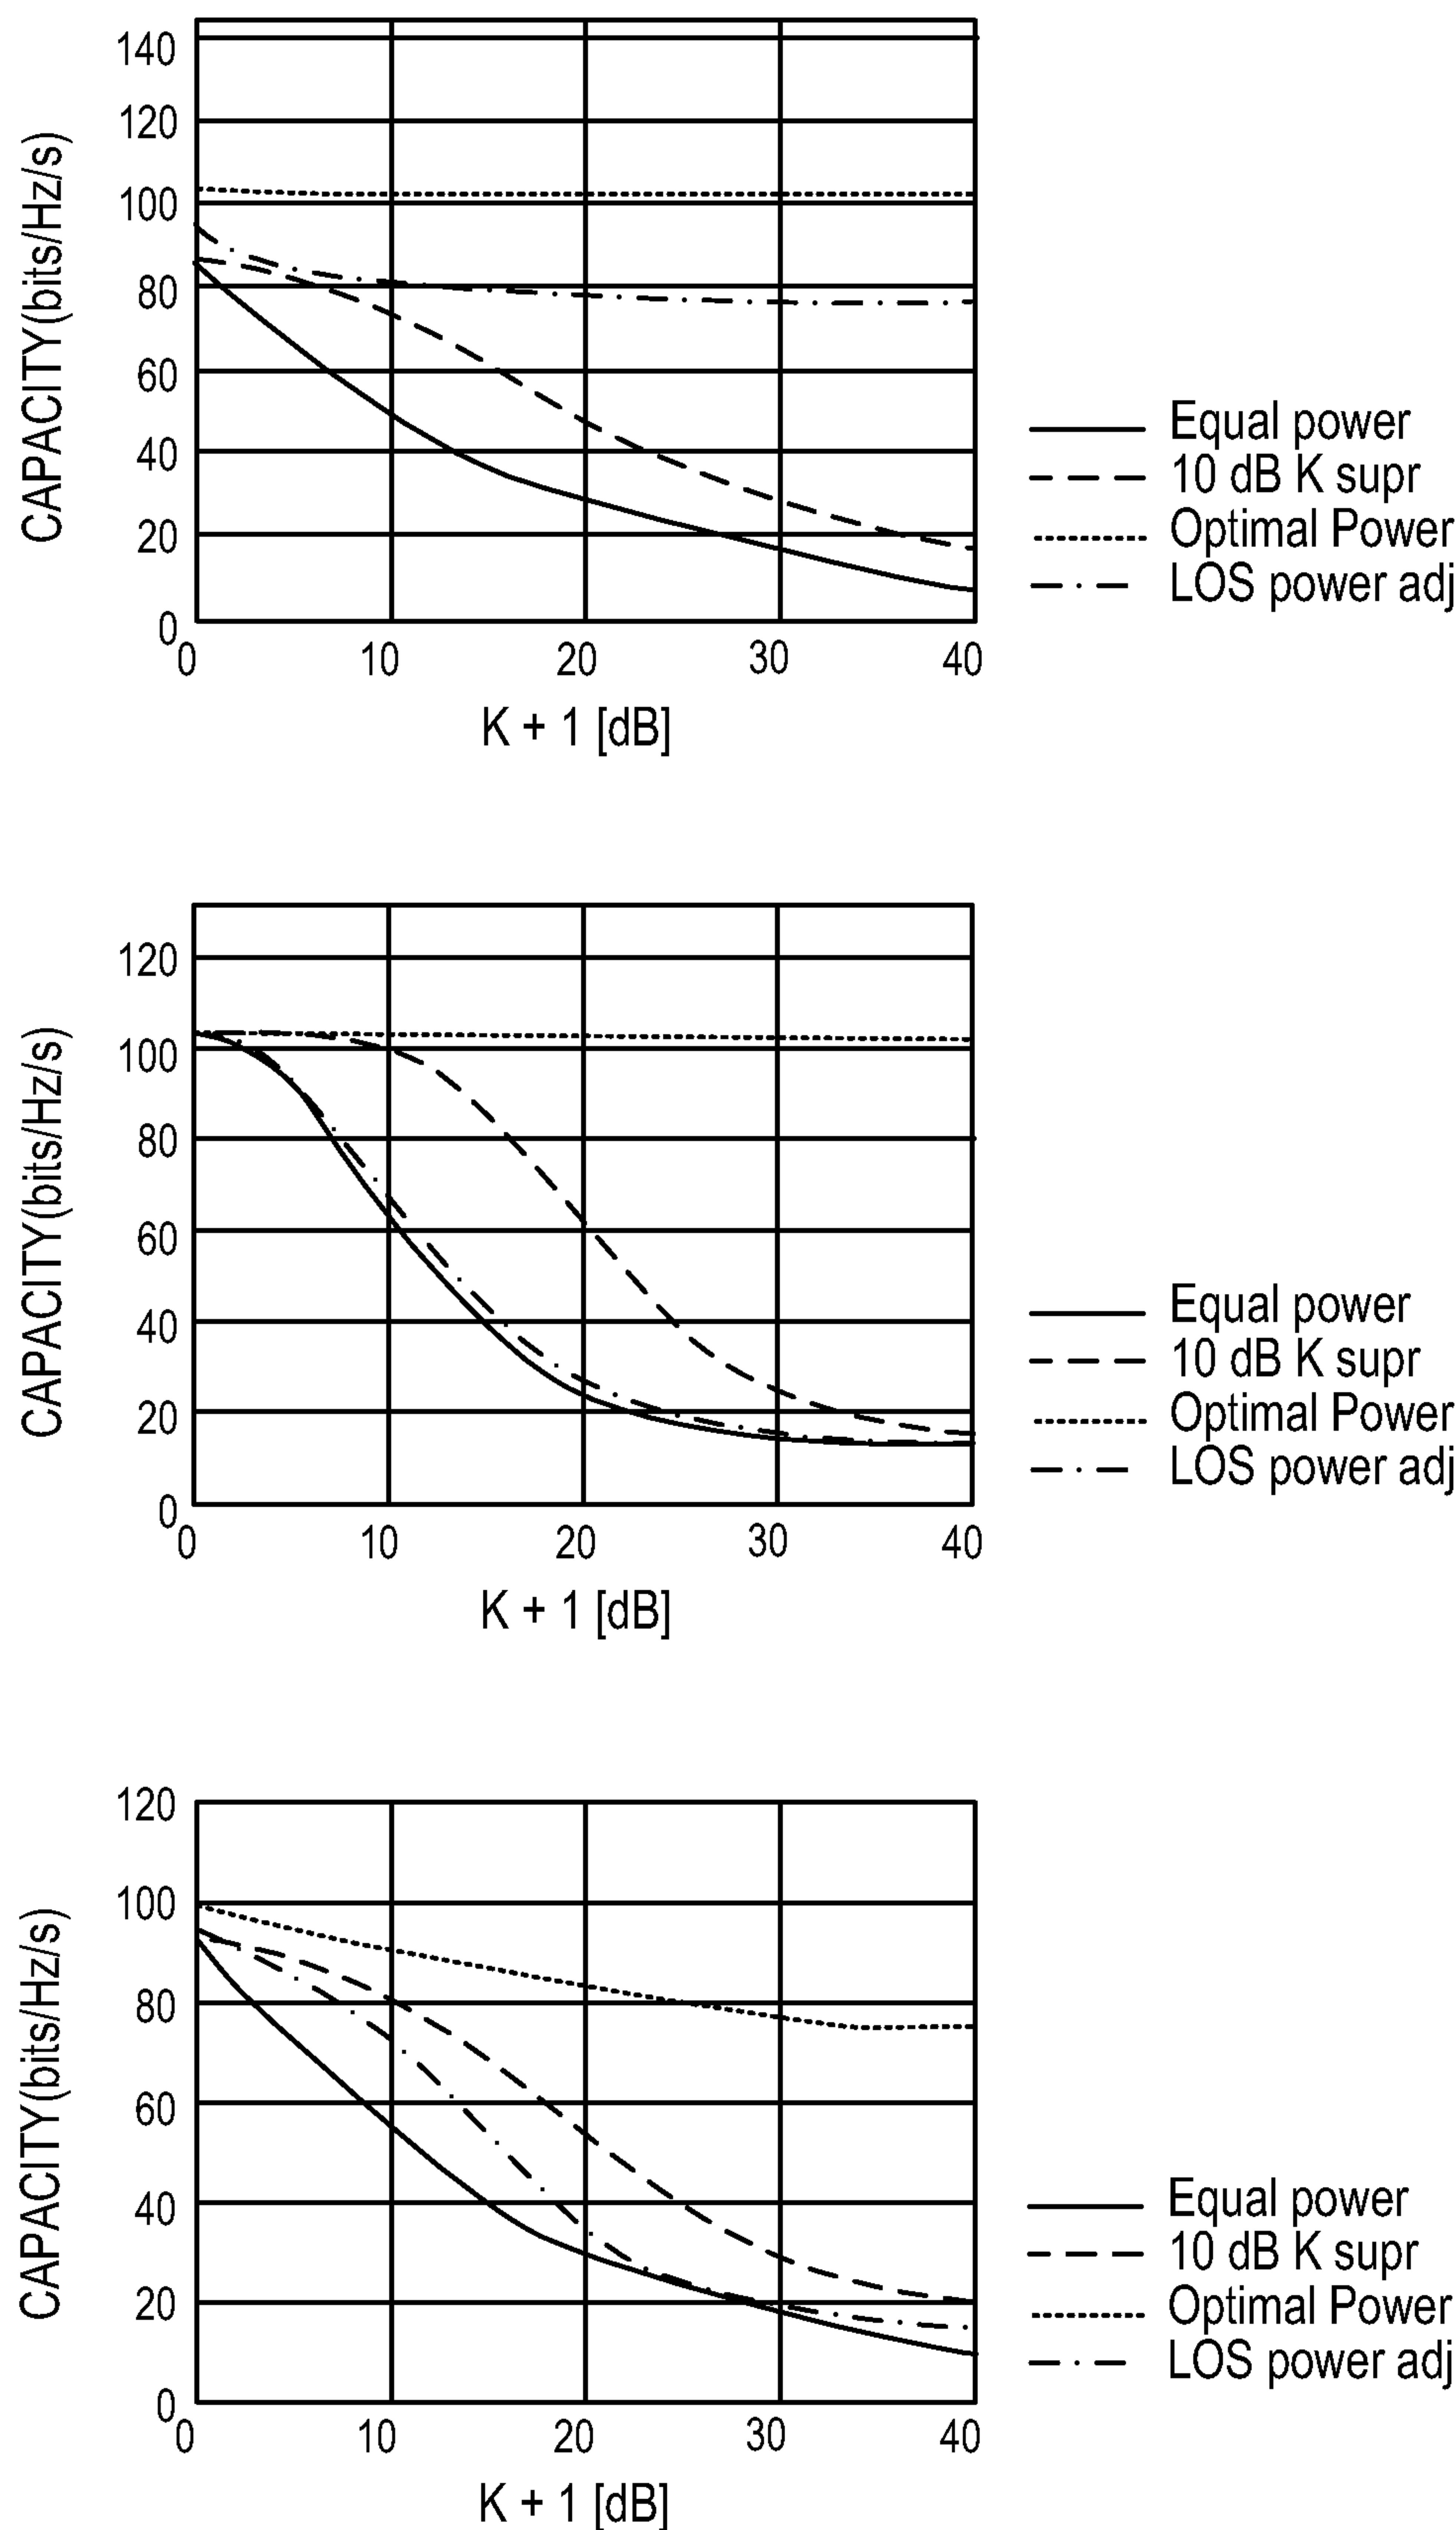 140
120
100
80
60
40
20
0
CAPACITY(bits/Hz/s)
0 10 20 30 40
K + 1 [dB]
Equal power
10 dB K supr
Optimal Power
LOS power adj
120
100
80
60
40
20
0
CAPACITY(bits/Hz/s)
0 10 20 30 40
K + 1 [dB]
Equal power
10 dB K supr
Optimal Power
LOS power adj
120
100
80
60
40
20
0
CAPACITY(bits/Hz/s)
0 10 20 30 40
K + 1 [dB]
Equal power
10 dB K supr
Optimal Power
LOS power adj